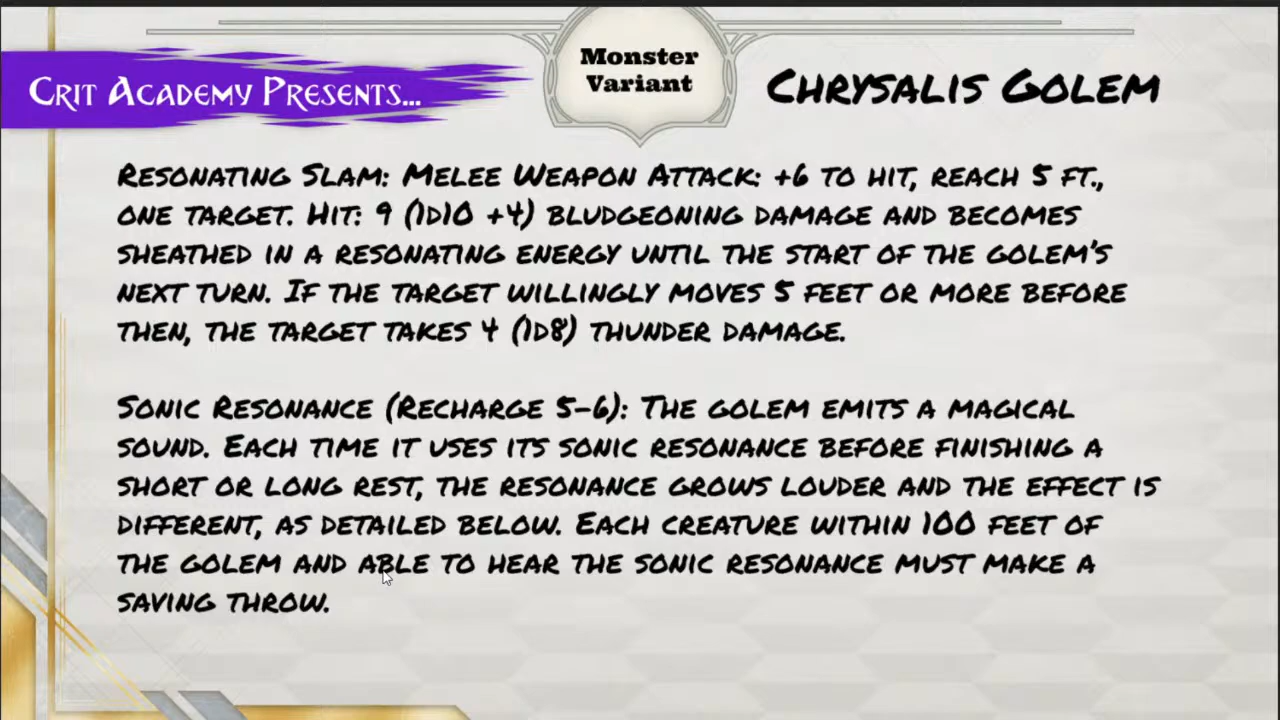 Monster
Variant
Crit Academy Presents...
Chrysalis Golem
Resonating Slam: Melee Weapon Attack: +6 to hit, reach 5 ft.,
one target. Hit: 9 (1d10 +4) bludgeoning damage and becomes
sheathed in a resonating energy until the start of the golem's
next turn. If the target willingly moves 5 feet or more before
then, the target takes 4 (1d8) thunder damage.
Sonic Resonance (Recharge 5-6): The golem emits a magical
sound. Each time it uses its sonic resonance before finishing a
short or long rest, the resonance grows louder and the effect is
different, as detailed below. Each creature within 100 feet of
the golem and able to hear the sonic resonance must make a
saving throw.